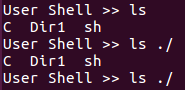 User Shell >> ls
C  Dir1  sh
User Shell >> ls ./
C  Dir1  sh
User Shell >> ls ./